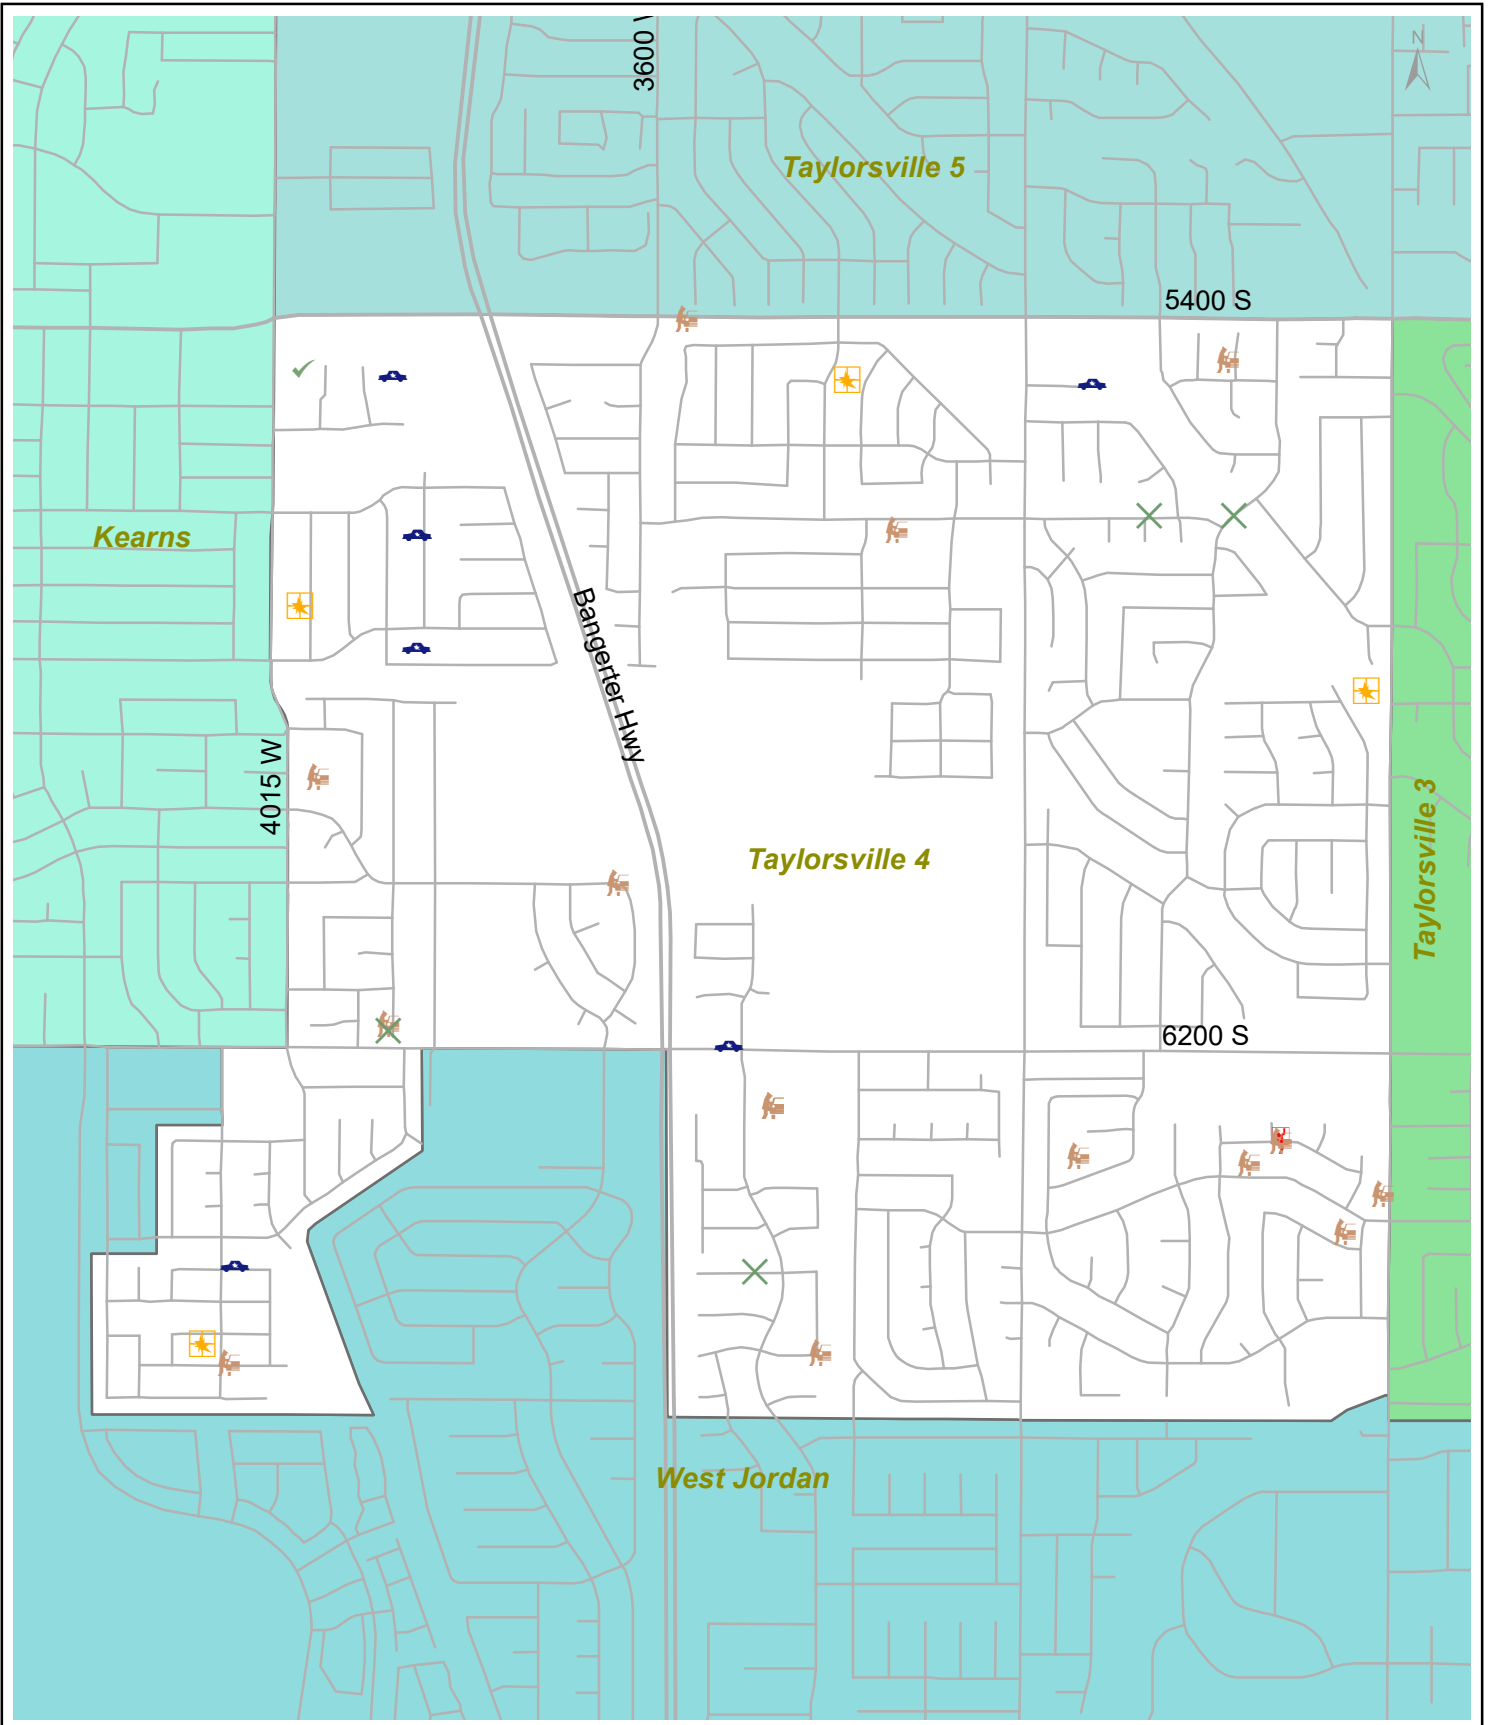 3600 W
N
Taylorsville 5
5400 S
Kearns
Bangerter Hwy
4015 W
Taylorsville 4
Taylorsville 3
6200 S
West Jordan